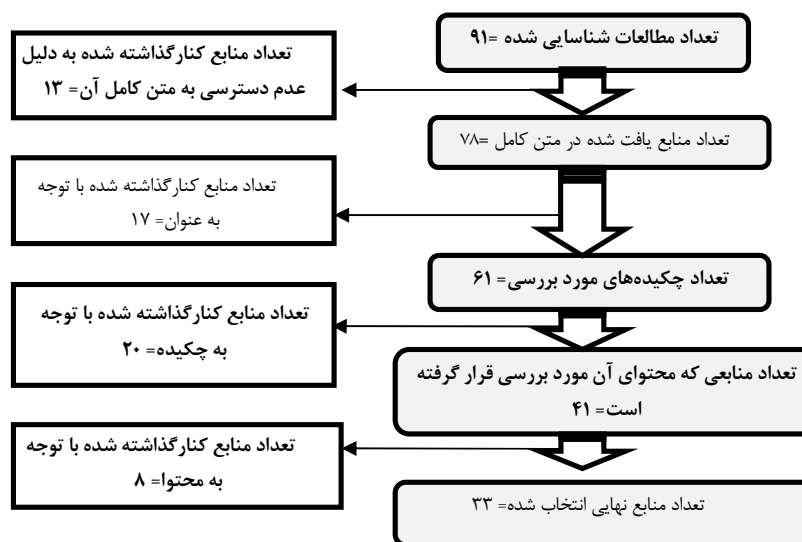 تعداد مطالعات شناسایی شده =۹۱
تعداد منابع کنارگذاشته شده به دلیل
عدم دسترسی به متن کامل آن= ۱۳
تعداد منابع یافت شده در متن کامل =۷۸
تعداد منابع کنارگذاشته شده با توجه
به عنوان= ۱۷
تعداد چکیده‌های مورد بررسی= ۶۱
تعداد منابع کنارگذاشته شده با توجه
به چکیده= ۲۰
تعداد منابعی که محتوای آن مورد بررسی قرار گرفته
است= ۴۱
تعداد منابع کنارگذاشته شده با توجه
به محتوا= ۸
تعداد منابع نهایی انتخاب شده= ۳۳